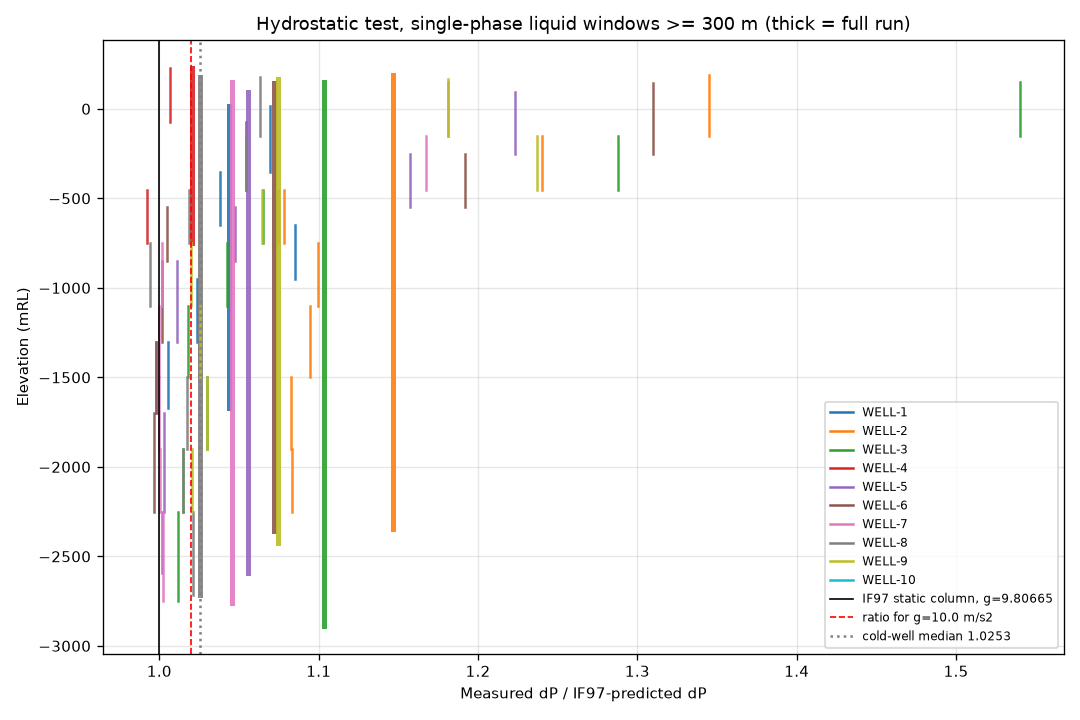 Hydrostatic test, single-phase liquid windows >= 300 m (thick = full run)
Elevation (mRL)
0
−500
−1000
−1500
−2000
−2500
−3000
1.0
1.1
1.2
1.3
1.4
1.5
Measured dP / IF97-predicted dP
WELL-1
WELL-2
WELL-3
WELL-4
WELL-5
WELL-6
WELL-7
WELL-8
WELL-9
WELL-10
IF97 static column, g=9.80665
ratio for g=10.0 m/s2
cold-well median 1.0253